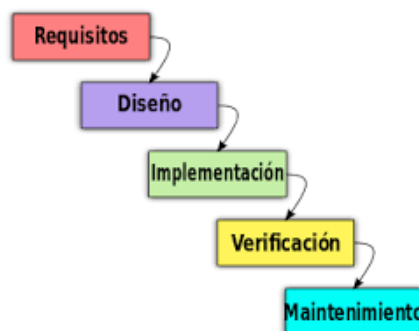 Requisitos
Diseño
Implementación
Verificación
Maintenimiento